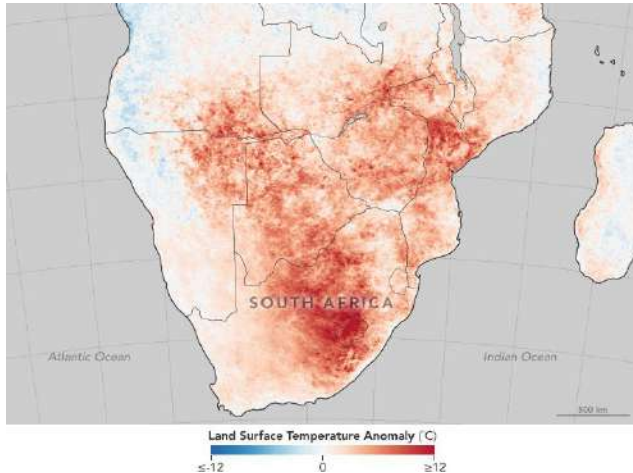 SOUTH AFRICA
Atlantic Ocean
Indian Ocean
500 km
Land Surface Temperature Anomaly (˚C)
≤-12 0 ≥12